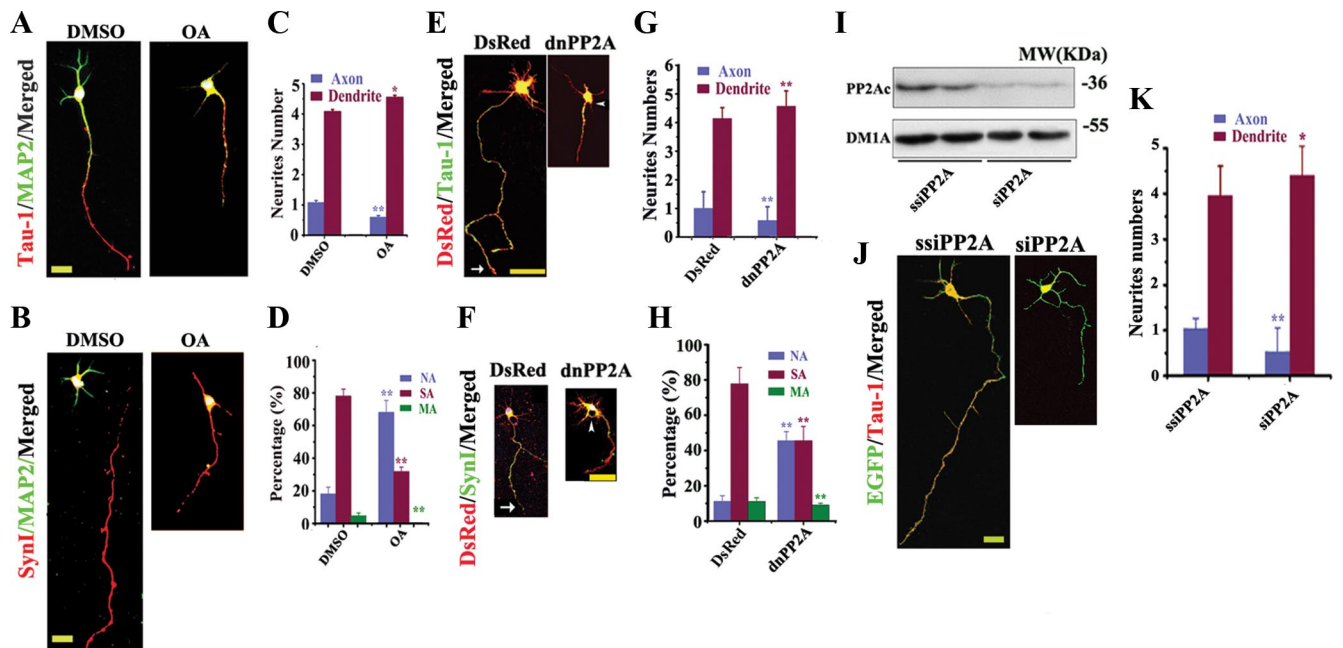 A
DMSO
OA
Tau-1/MAP2/Merged
B
DMSO
OA
SynI/MAP2/Merged
C
Neurites Numbers
Axon
Dendrite
6
5
4
3
2
1
0
*
**
DMSO
OA
D
Percentage (%)
NA
SA
MA
80
60
40
20
0
**
**
**
DMSO
OA
E
DsRed
dnPP2A
DsRed/Tau-1/Merged
F
DsRed
dnPP2A
DsRed/SynI/Merged
G
Neurites Numbers
Axon
Dendrite
5
4
3
2
1
0
**
**
DsRed
dnPP2A
H
Percentage (%)
NA
SA
MA
100
80
60
40
20
0
** **
**
DsRed
dnPP2A
I
MW(KDa)
PP2Ac
-36
DM1A
-55
ssiPP2A
siPP2A
J
ssiPP2A
siPP2A
EGFP/Tau-1/Merged
K
Axon
Dendrite
Neurites numbers
5
4
3
2
1
0
*
**
ssiPP2A
siPP2A